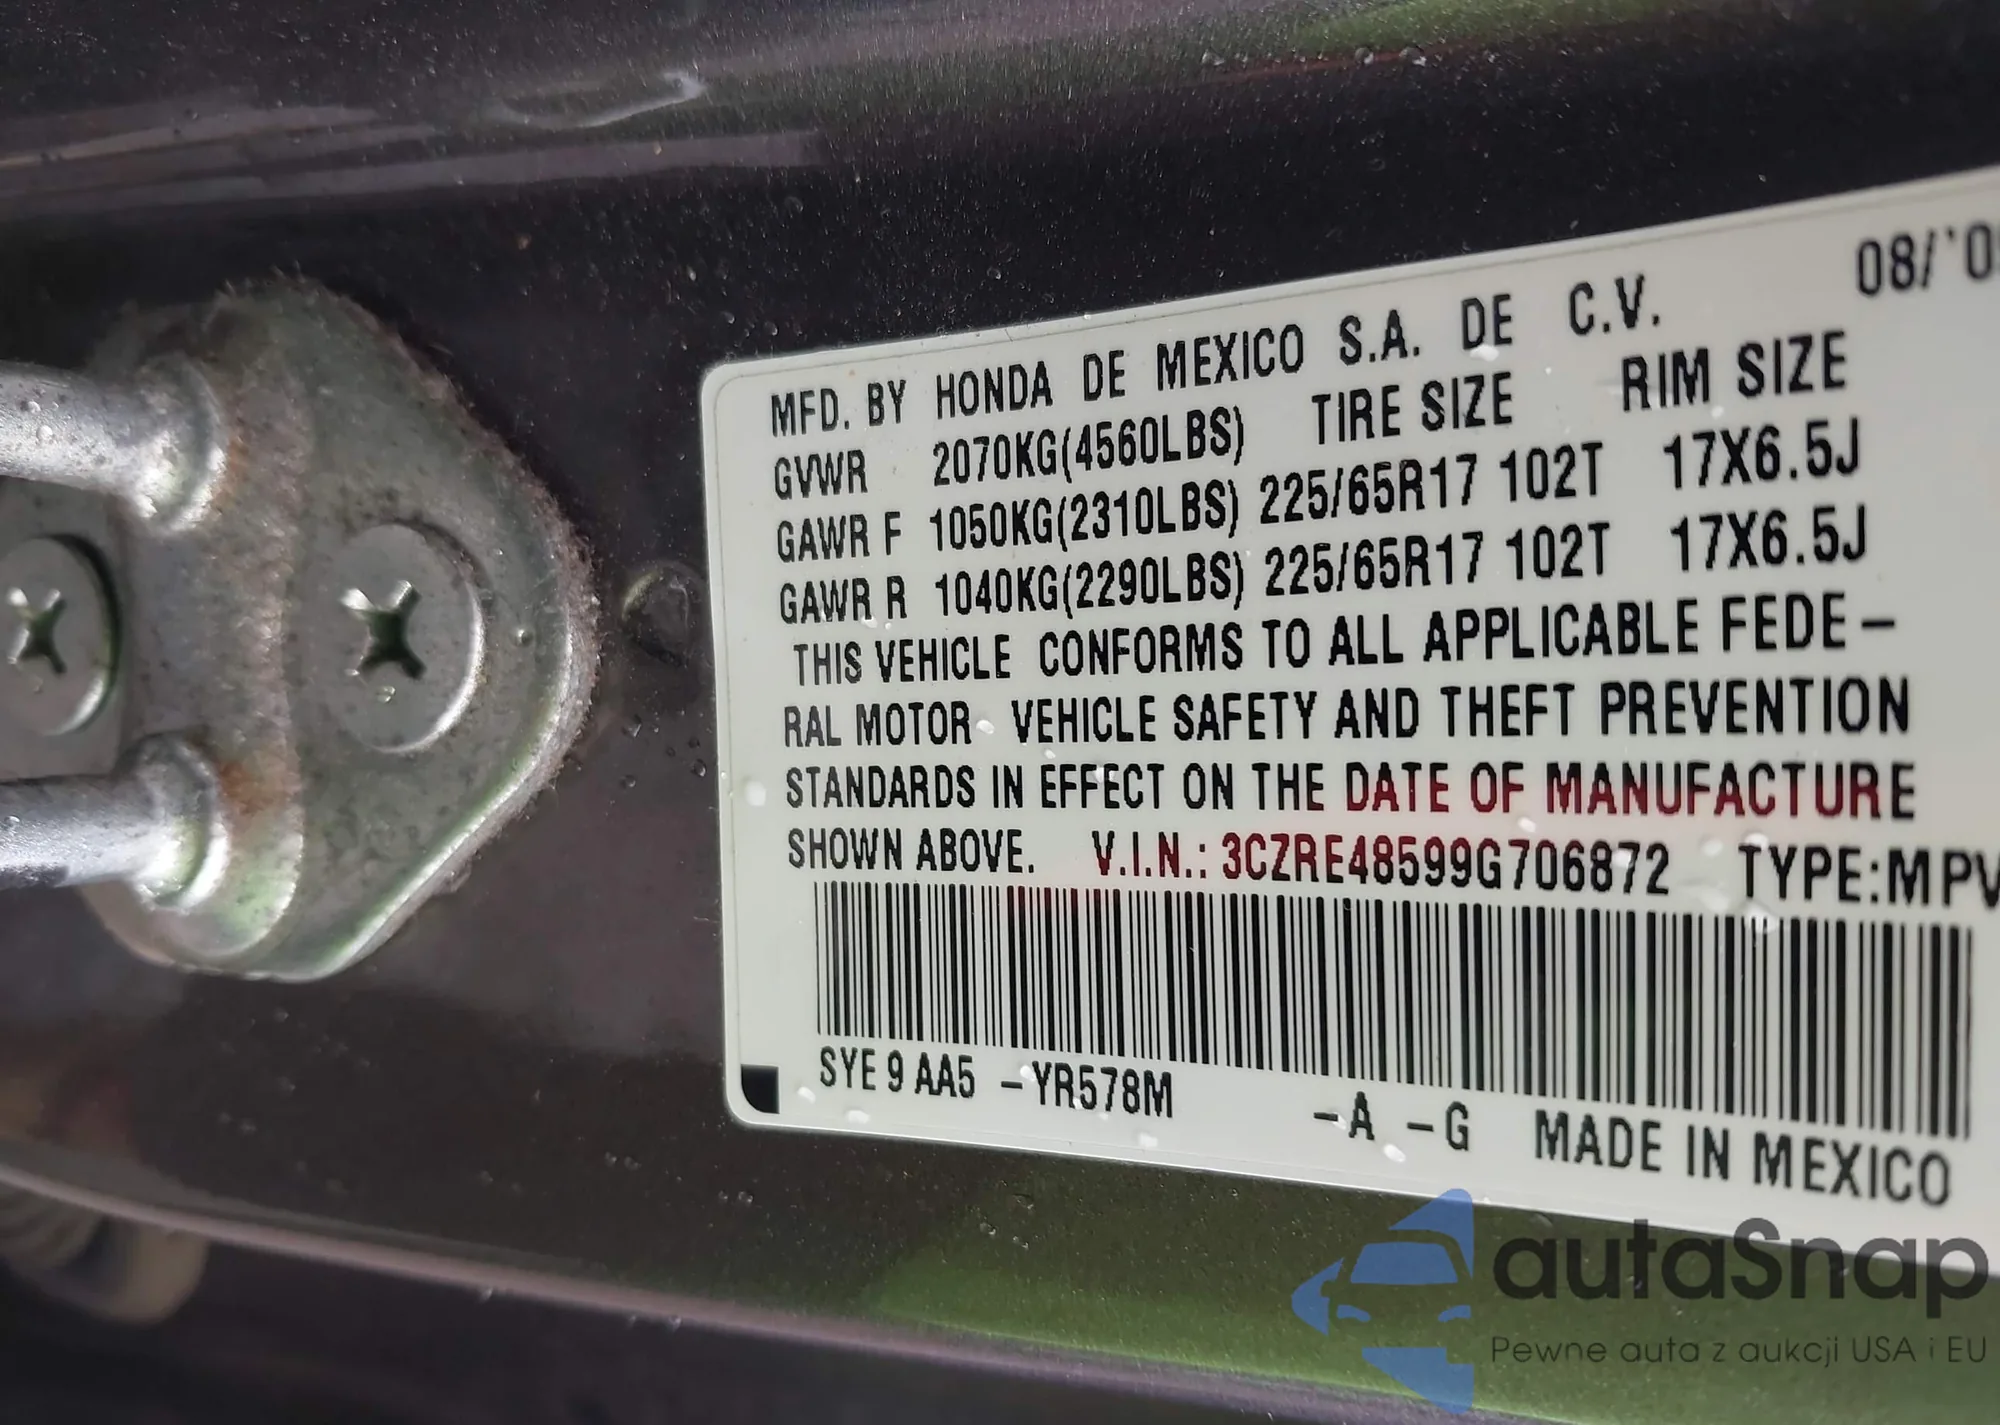 08/'0
MFD. BY HONDA DE MEXICO S.A. DE C.V.
GVWR 2070KG(4560LBS) TIRE SIZE RIM SIZE
GAWR F 1050KG(2310LBS) 225/65R17 102T 17X6.5J
GAWR R 1040KG(2290LBS) 225/65R17 102T 17X6.5J
THIS VEHICLE CONFORMS TO ALL APPLICABLE FEDE-
RAL MOTOR VEHICLE SAFETY AND THEFT PREVENTION
STANDARDS IN EFFECT ON THE DATE OF MANUFACTURE
SHOWN ABOVE. V.I.N.: 3CZRE48599G706872 TYPE:MPV
SYE 9 AA5 -YR578M -A -G MADE IN MEXICO
autaSnap
Pewne auta z aukcji USA i EU